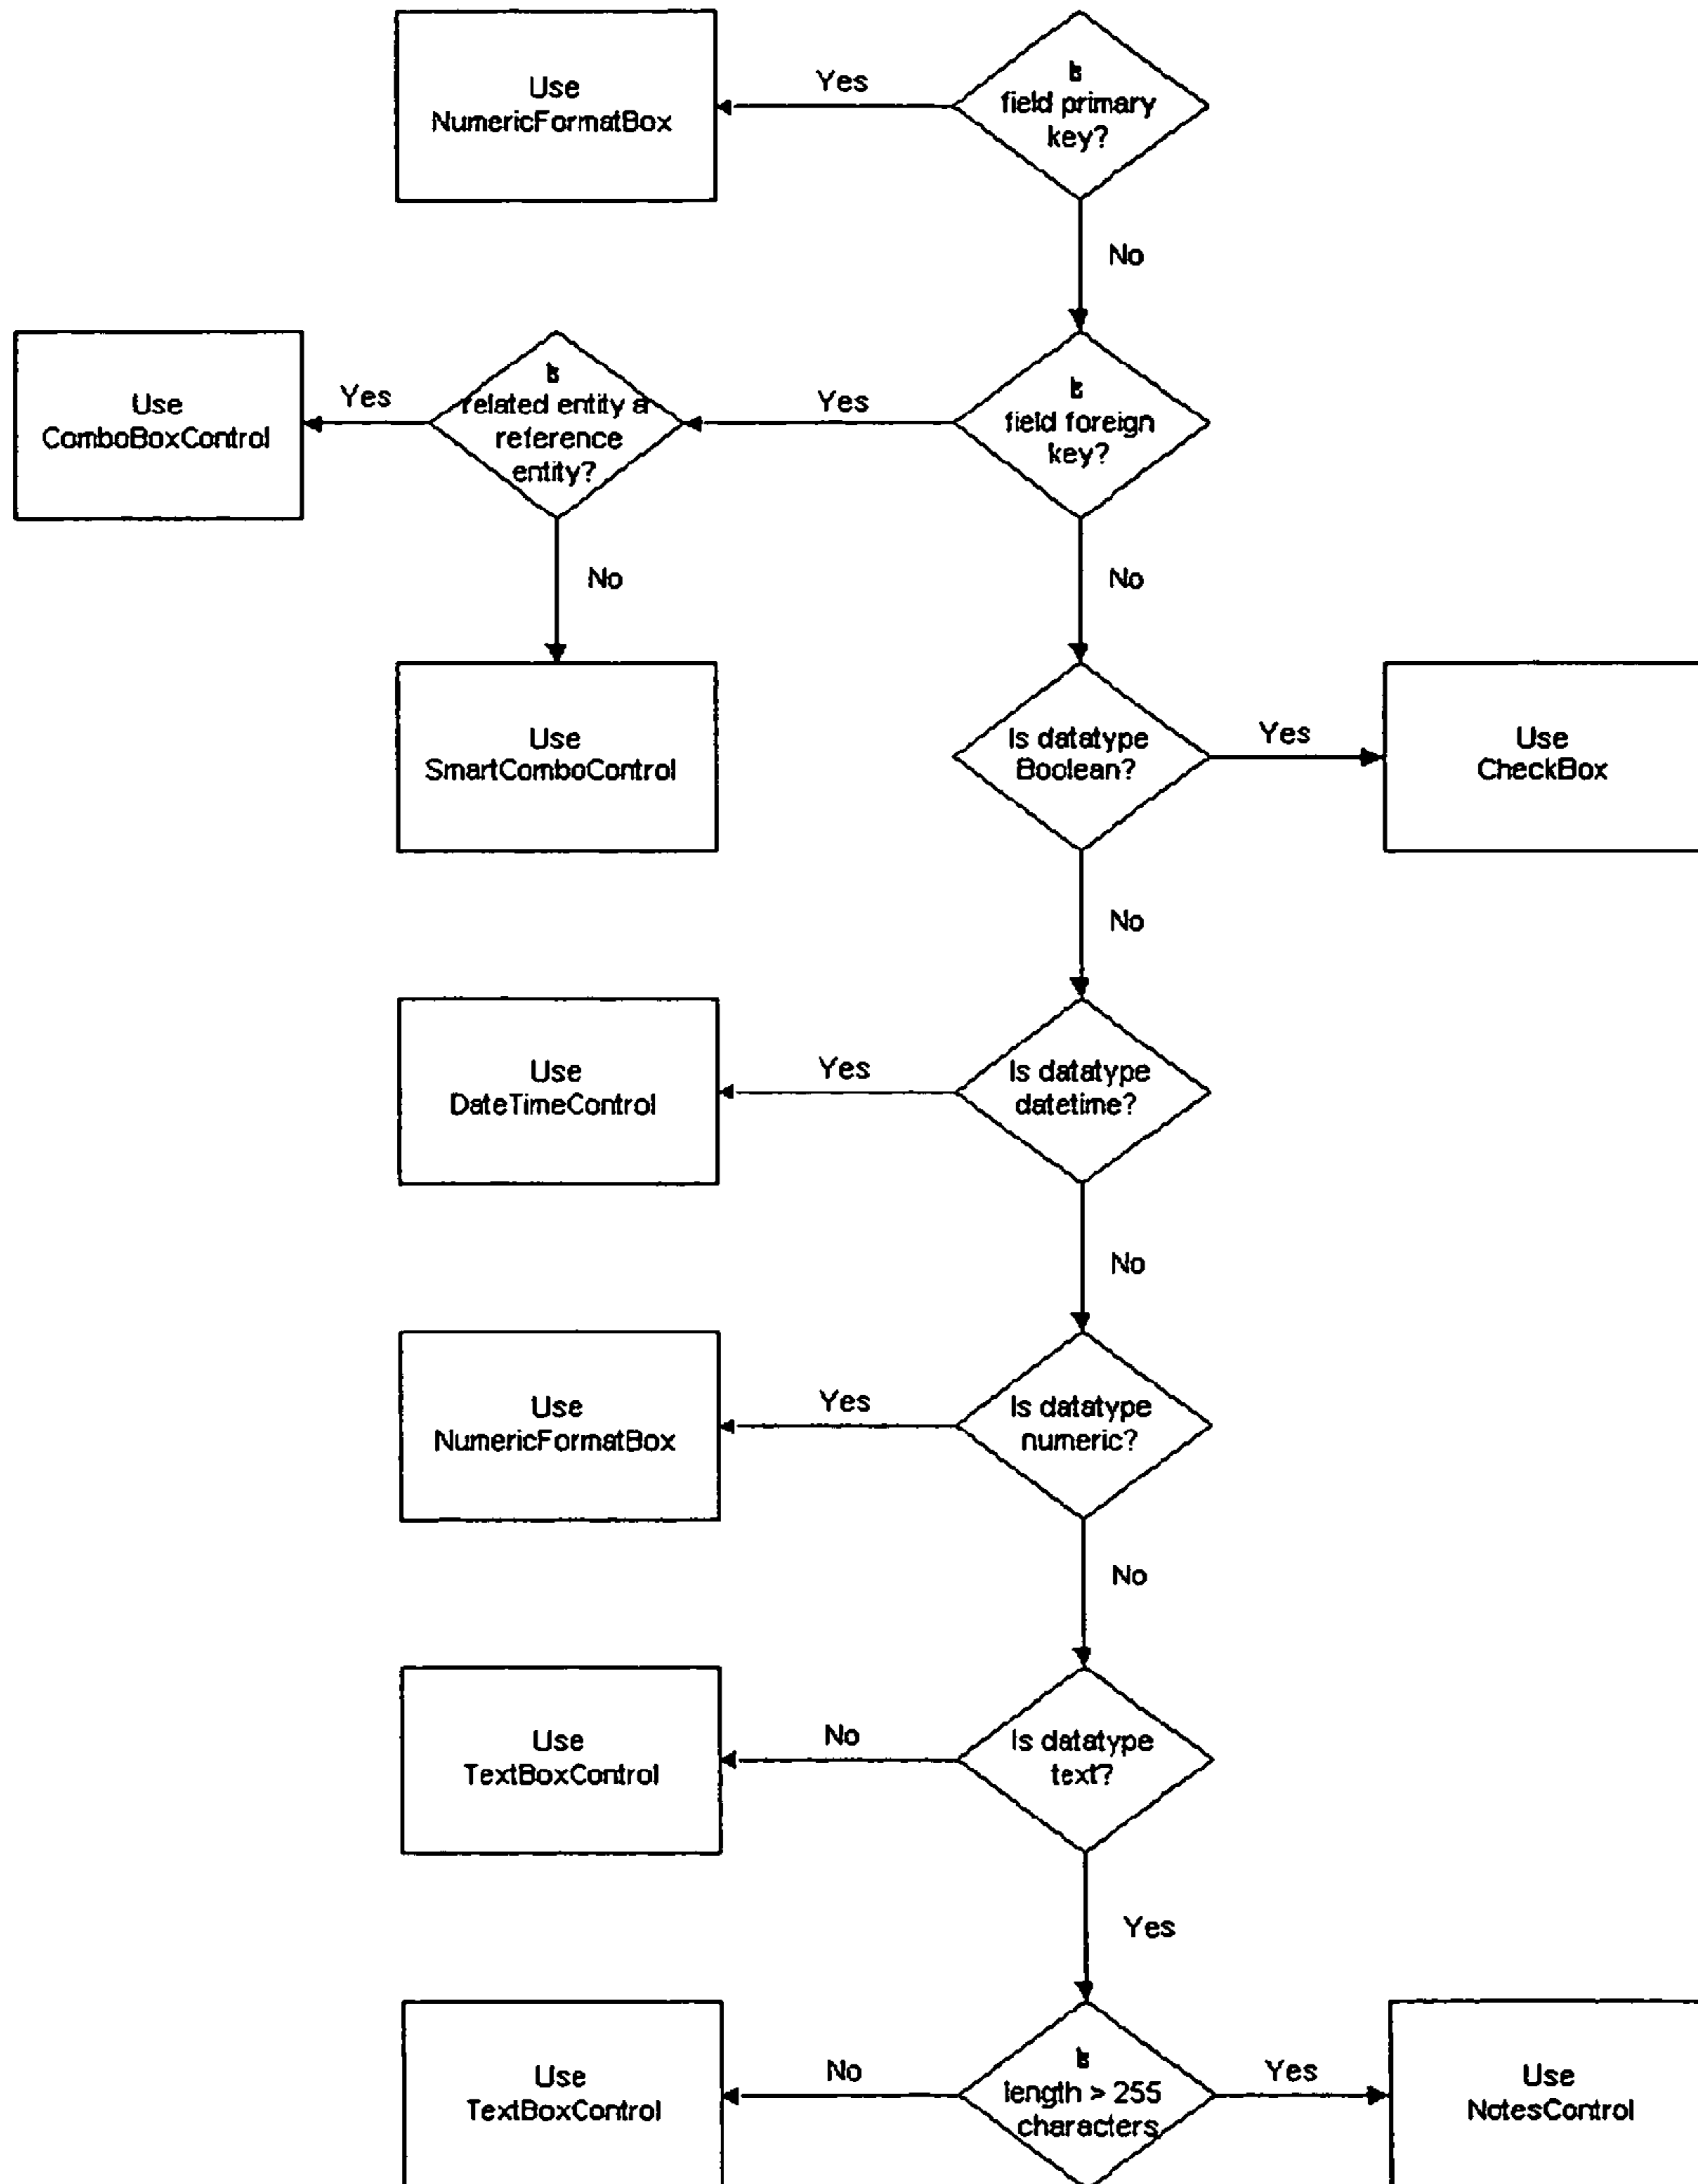 Use
NumericFormatBox
Yes
Is
field primary
key?
No
Use
ComboBoxControl
Yes
Is
related entity a
reference
entity?
Yes
Is
field foreign
key?
No
No
Use
SmartComboControl
Is datatype
Boolean?
Yes
Use
CheckBox
No
Use
DateTimeControl
Yes
Is datatype
datetime?
No
Use
NumericFormatBox
Yes
Is datatype
numeric?
No
Use
TextBoxControl
No
Is datatype
text?
Yes
Use
TextBoxControl
No
Is
length > 255
characters
Yes
Use
NotesControl